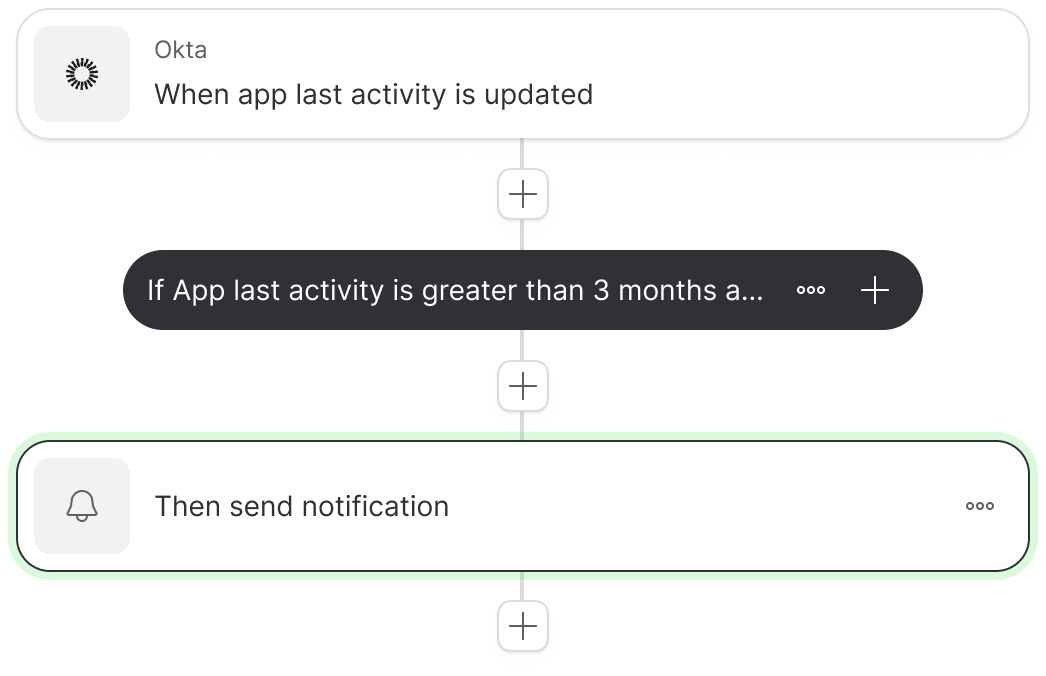 Okta
When app last activity is updated
If App last activity is greater than 3 months a...
Then send notification